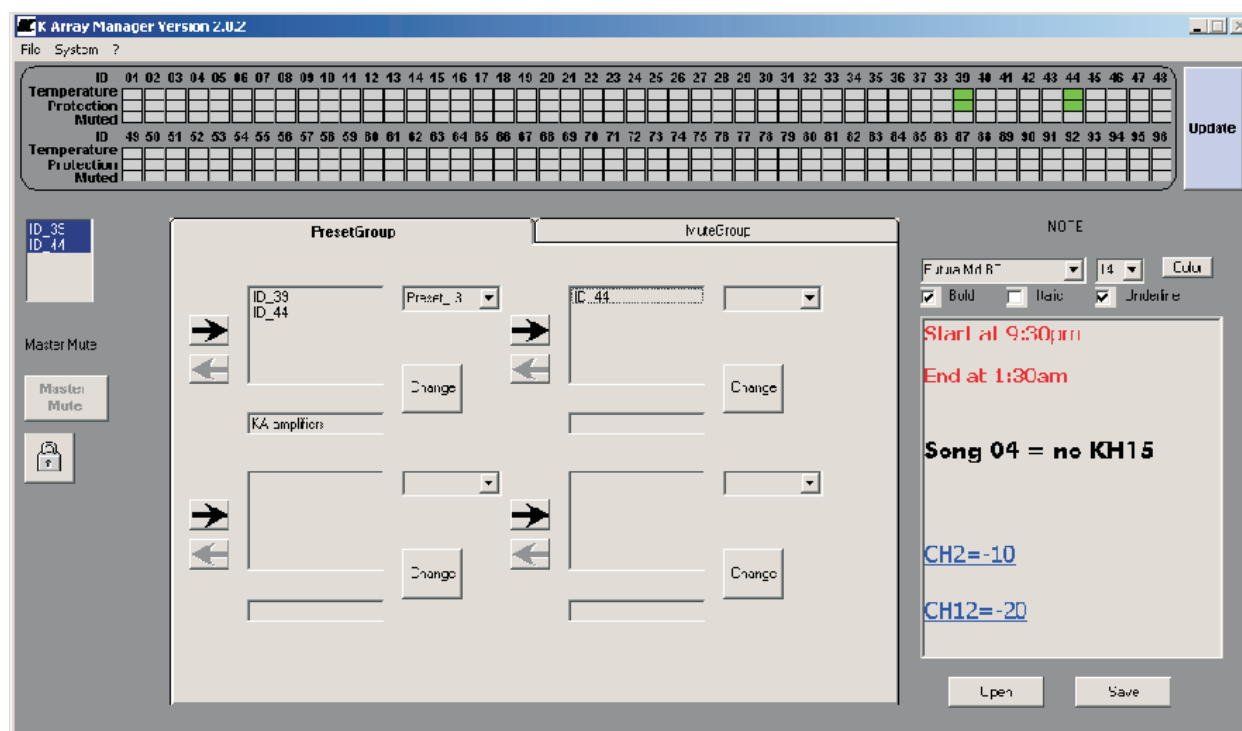 K Array Manager Version 2.0.2
File System ?
ID 01 02 03 04 05 06 07 08 09 10 11 12 13 14 15 16 17 18 19 20 21 22 23 24 25 26 27 28 29 30 31 32 33 34 35 36 37 38 39 40 41 42 43 44 45 46 47 48
Temperature
Protection
Muted
ID 49 50 51 52 53 54 55 56 57 58 59 60 61 62 63 64 65 66 67 68 69 70 71 72 73 74 75 76 77 78 79 80 81 82 83 84 85 86 87 88 89 90 91 92 93 94 95 96
Temperature
Protection
Muted
Update
ID_39
ID_44
Master Mute
Master
Mute
PresetGroup
MuteGroup
ID_39
ID_44
Preset_ 3
Change
KA amplifiers
ID_44
Change
Change
Change
NOTE
Futura Md BT
14
Color
Bold
Italic
Underline
Start at 9:30pm
End at 1:30am
Song 04 = no KH15
CH2=-10
CH12=-20
Open
Save